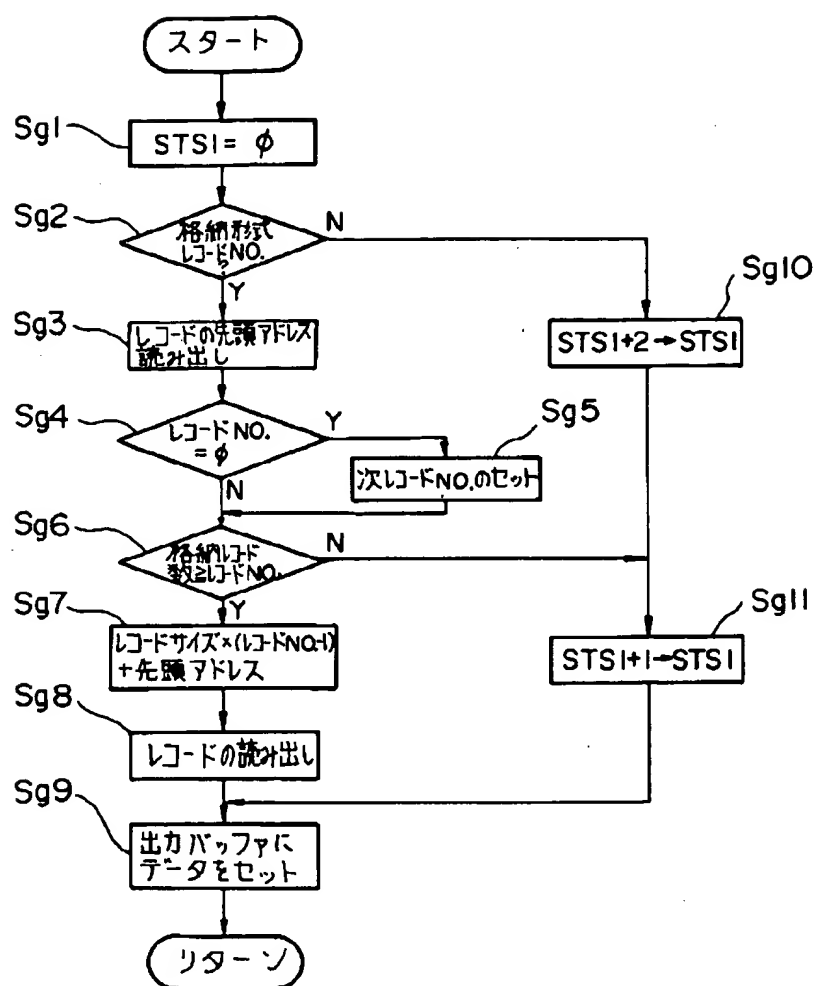 スタート
Sg1
STS1 = φ
Sg2
格納形式
レコードNO.
N
Y
Sg10
STS1+2→STS1
Sg3
レコードの先頭アドレス
読み出し
Sg4
レコードNO.
= φ
Y
N
Sg5
次レコードNO.のセット
Sg6
格納レコード
数≧レコードNO.
N
Y
Sg7
レコードサイズ×(レコードNO.-1)
+先頭アドレス
Sg11
STS1+1→STS1
Sg8
レコードの読み出し
Sg9
出力バッファに
データをセット
リターン